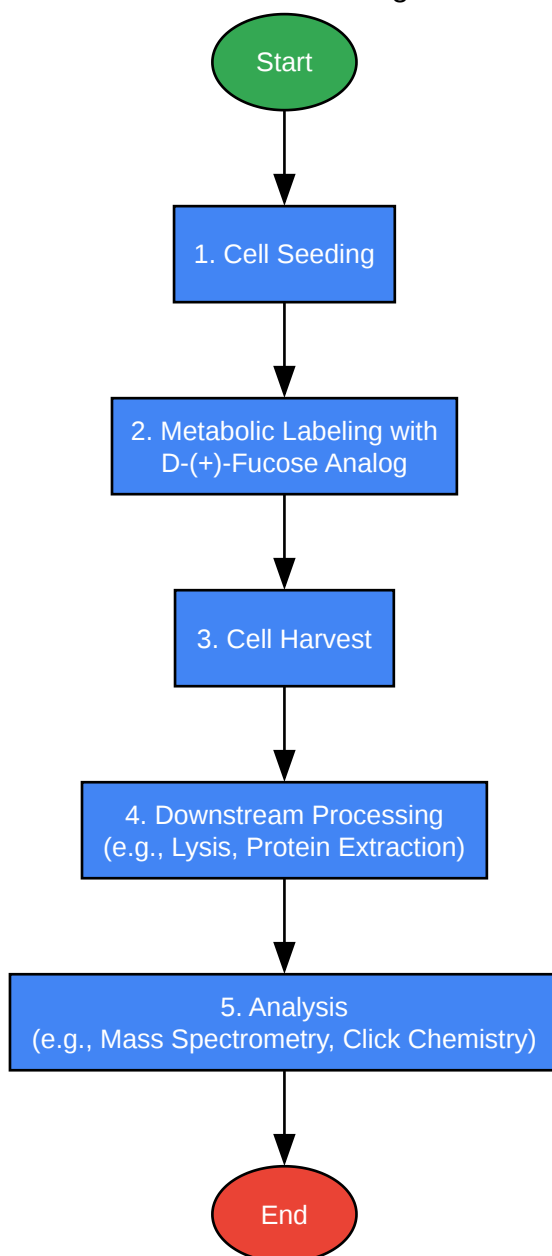 Start
1. Cell Seeding
2. Metabolic Labeling with
D-(+)-Fucose Analog
3. Cell Harvest
4. Downstream Processing
(e.g., Lysis, Protein Extraction)
5. Analysis
(e.g., Mass Spectrometry, Click Chemistry)
End